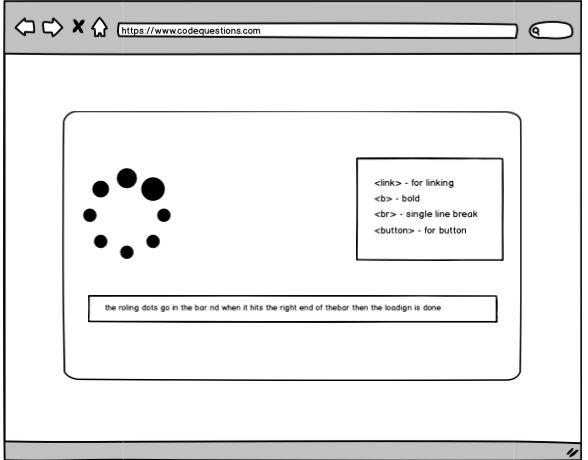 https://www.codequestions.com
<link> - for linking
<b> - bold
<br> - single line break
<button> - for button
the roling dots go in the bar nd when it hits the right end of thebar then the loadign is done